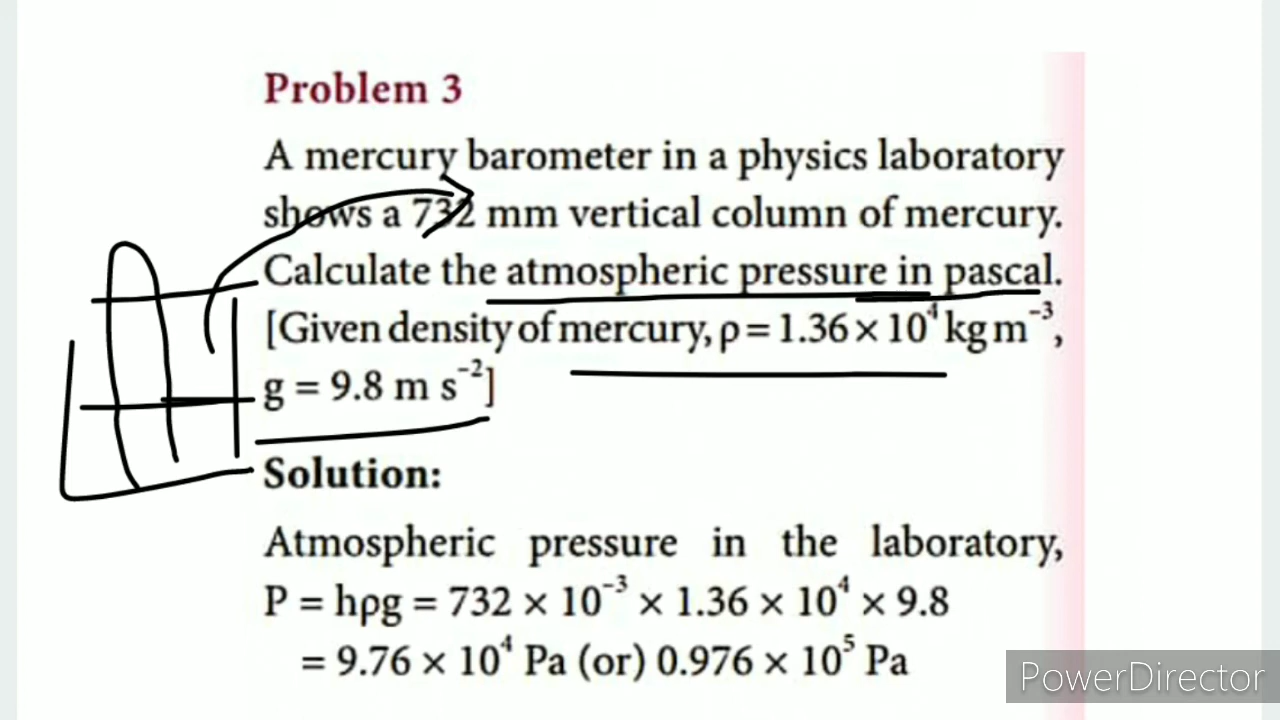 Problem 3
A mercury barometer in a physics laboratory
shows a 732 mm vertical column of mercury.
Calculate the atmospheric pressure in pascal.
[Given density of mercury, ρ = 1.36 × 10⁴ kg m⁻³,
g = 9.8 m s⁻²]
Solution:
Atmospheric pressure in the laboratory,
P = hρg = 732 × 10⁻³ × 1.36 × 10⁴ × 9.8
= 9.76 × 10⁴ Pa (or) 0.976 × 10⁵ Pa
PowerDirector